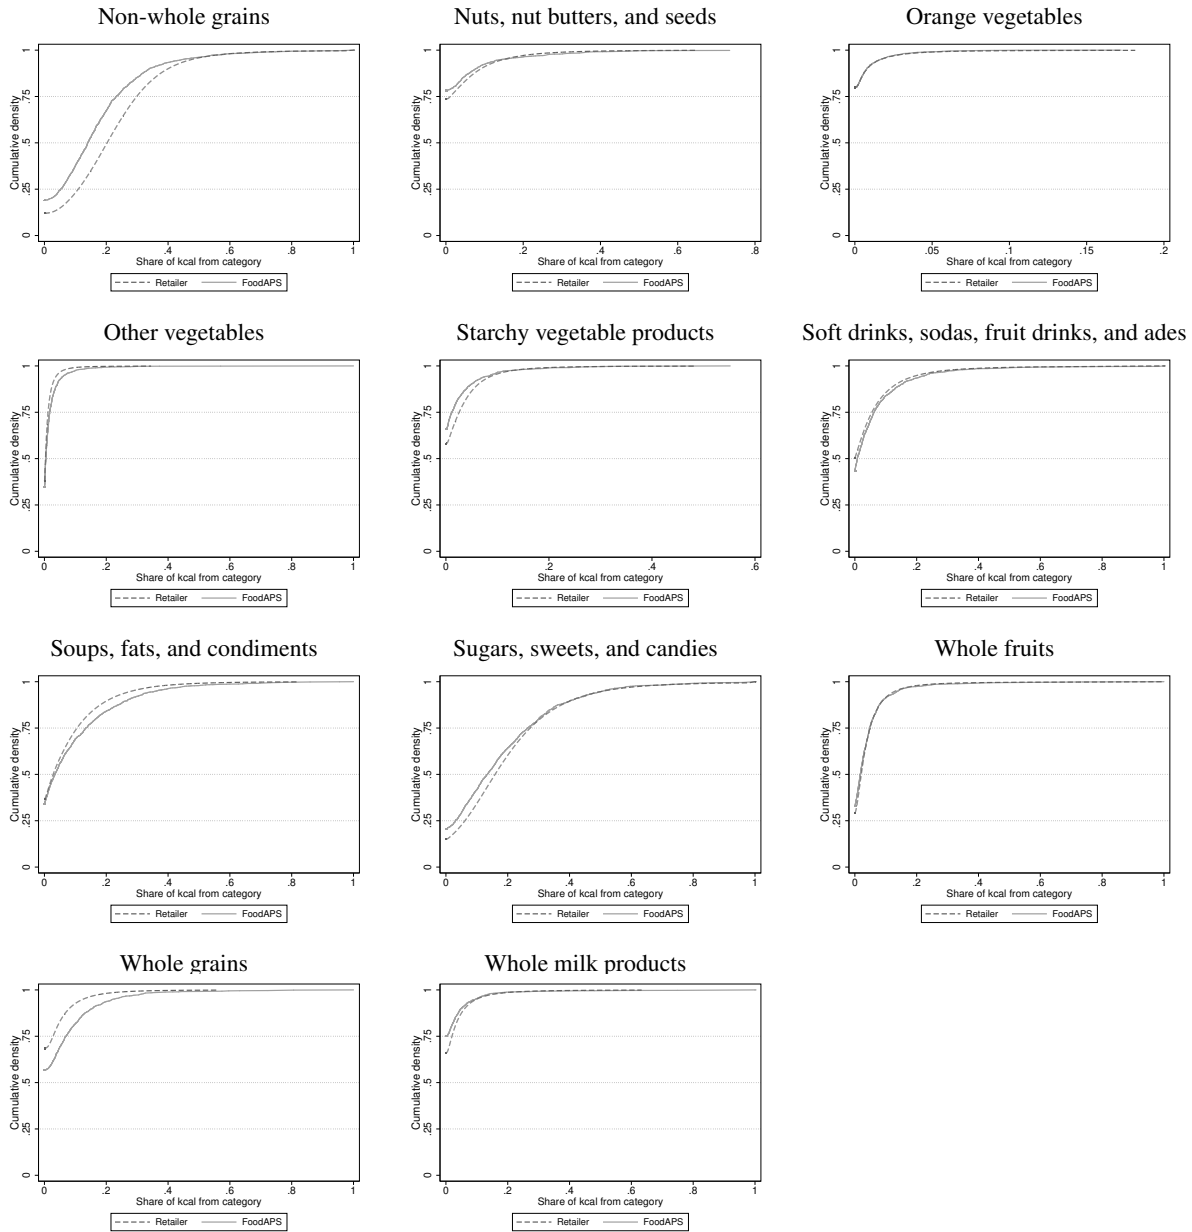 Non-whole grains
Cumulative density
0 .25 .5 .75 1
0 .2 .4 .6 .8 1
Share of kcal from category
Retailer FoodAPS
Nuts, nut butters, and seeds
Cumulative density
0 .25 .5 .75 1
0 .2 .4 .6 .8
Share of kcal from category
Retailer FoodAPS
Orange vegetables
Cumulative density
0 .25 .5 .75 1
0 .05 .1 .15 .2
Share of kcal from category
Retailer FoodAPS
Other vegetables
Cumulative density
0 .25 .5 .75 1
0 .2 .4 .6 .8 1
Share of kcal from category
Retailer FoodAPS
Starchy vegetable products
Cumulative density
0 .25 .5 .75 1
0 .2 .4 .6
Share of kcal from category
Retailer FoodAPS
Soft drinks, sodas, fruit drinks, and ades
Cumulative density
0 .25 .5 .75 1
0 .2 .4 .6 .8 1
Share of kcal from category
Retailer FoodAPS
Soups, fats, and condiments
Cumulative density
0 .25 .5 .75 1
0 .2 .4 .6 .8 1
Share of kcal from category
Retailer FoodAPS
Sugars, sweets, and candies
Cumulative density
0 .25 .5 .75 1
0 .2 .4 .6 .8 1
Share of kcal from category
Retailer FoodAPS
Whole fruits
Cumulative density
0 .25 .5 .75 1
0 .2 .4 .6 .8 1
Share of kcal from category
Retailer FoodAPS
Whole grains
Cumulative density
0 .25 .5 .75 1
0 .2 .4 .6 .8 1
Share of kcal from category
Retailer FoodAPS
Whole milk products
Cumulative density
0 .25 .5 .75 1
0 .2 .4 .6 .8 1
Share of kcal from category
Retailer FoodAPS